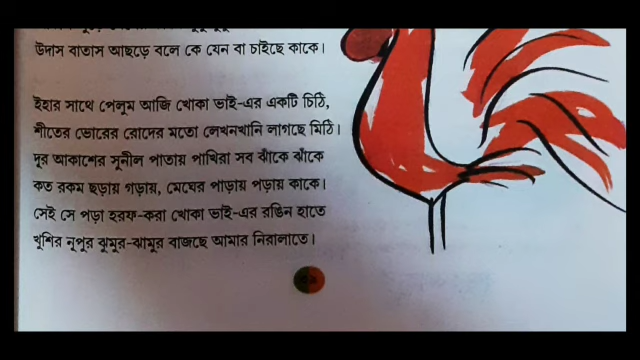 উদাস বাতাস আছড়ে বলে কে যেন বা চাইছে কাকে।
ইহার সাথে পেলুম আজি খোকা ভাই-এর একটি চিঠি,
শীতের ভোরের রোদের মতো লেখনখানি লাগছে মিঠি।
দূর আকাশের সুনীল পাতায় পাখিরা সব ঝাঁকে ঝাঁকে
কত রকম ছড়ায় গড়ায়, মেঘের পাড়ায় পড়ায় কাকে।
সেই সে পড়া হরফ-করা খোকা ভাই-এর রঙিন হাতে
খুশির নূপুর ঝুমুর-ঝামুর বাজছে আমার নিরালাতে।